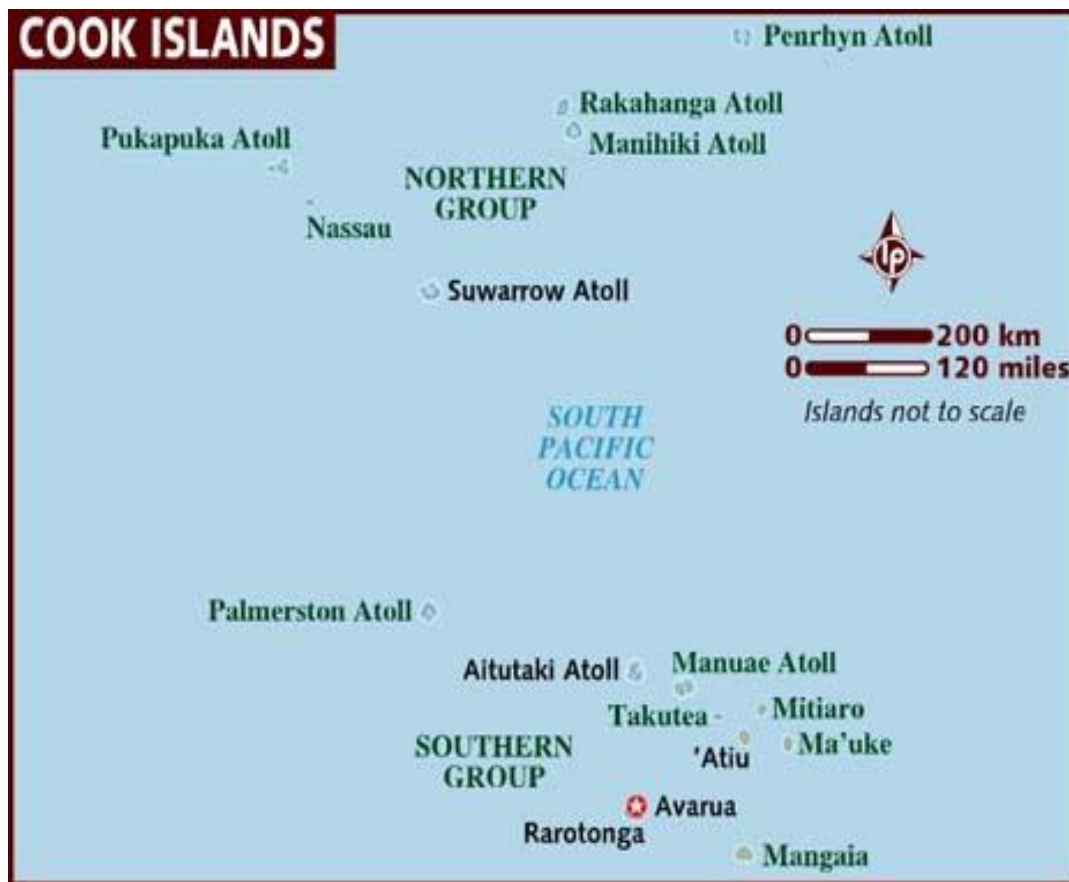 COOK ISLANDS
Penrhyn Atoll
Rakahanga Atoll
Manihiki Atoll
Pukapuka Atoll
NORTHERN
GROUP
Nassau
lp
Suwarrow Atoll
0 200 km
0 120 miles
Islands not to scale
SOUTH
PACIFIC
OCEAN
Palmerston Atoll
Aitutaki Atoll
Manuae Atoll
Takutea
Mitiaro
'Atiu
Ma'uke
SOUTHERN
GROUP
Avarua
Rarotonga
Mangaia